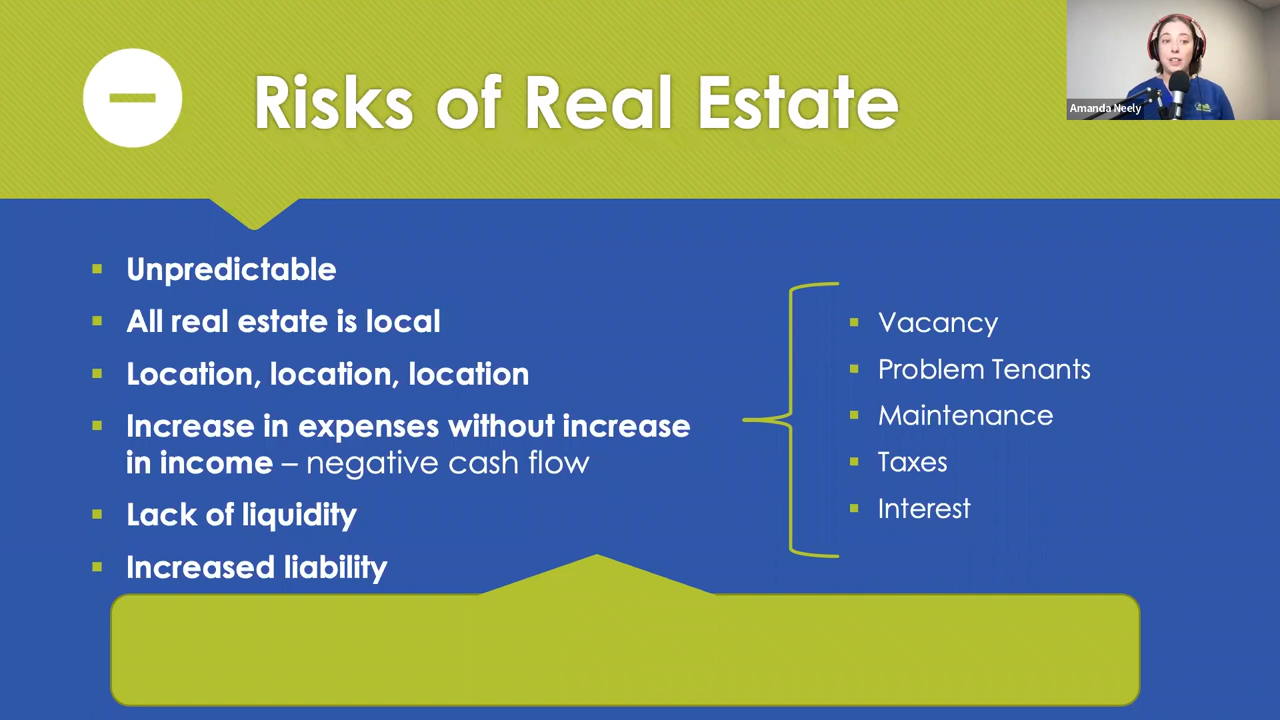 Risks of Real Estate
Amanda Neely
Unpredictable
All real estate is local
Location, location, location
Increase in expenses without increase
in income – negative cash flow
Lack of liquidity
Increased liability
Vacancy
Problem Tenants
Maintenance
Taxes
Interest